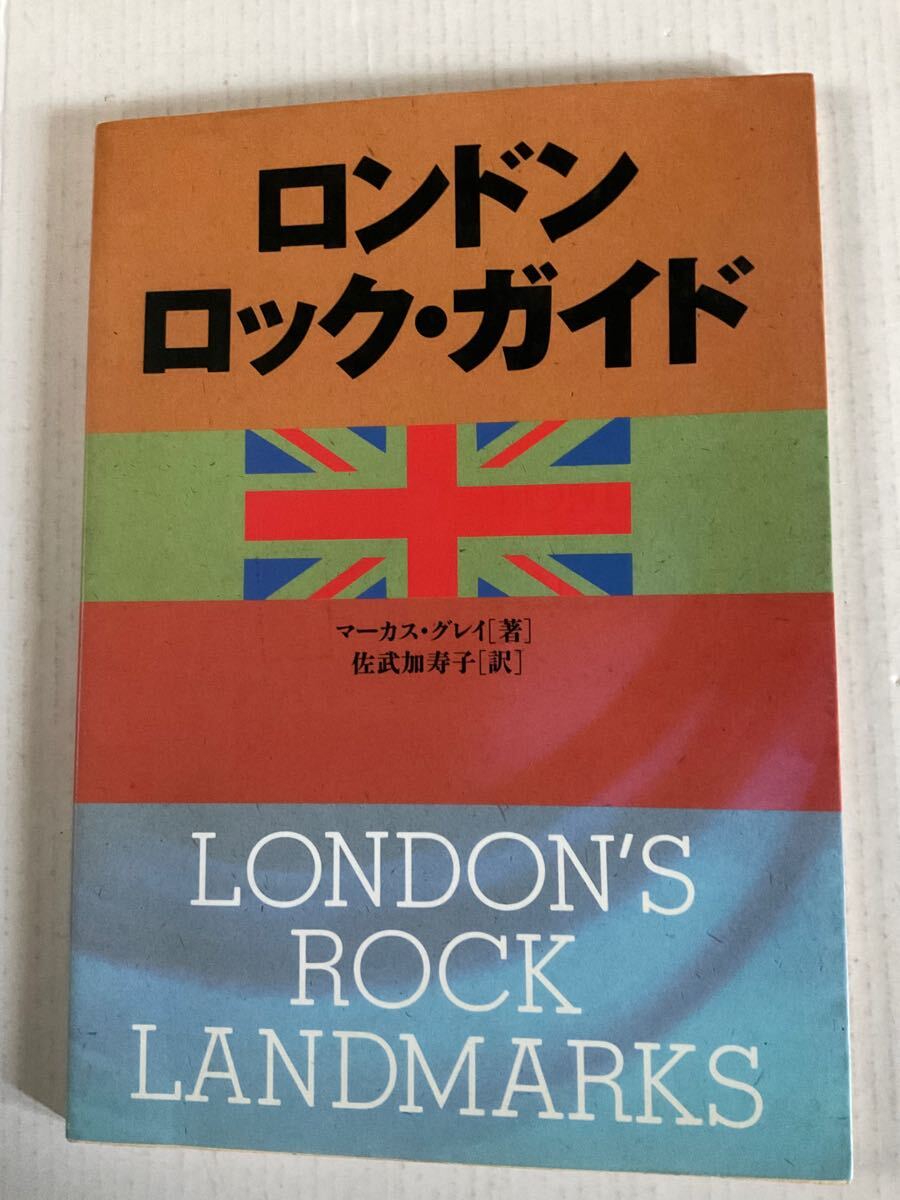 ロンドン
ロック・ガイド
マーカス・グレイ[著]
佐武加寿子[訳]
LONDON'S
ROCK
LANDMARKS